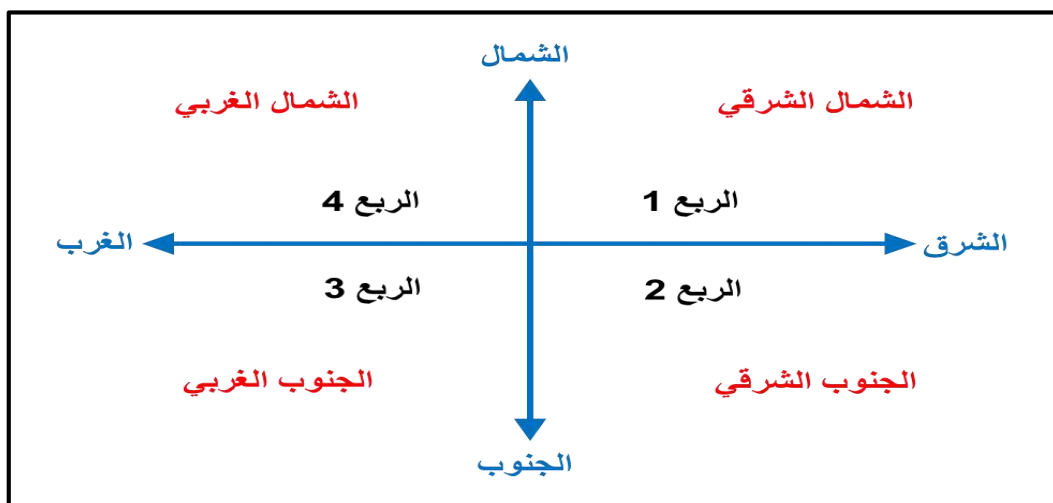 الشمال
الشمال الشرقي
الشمال الغربي
الربع 1
الربع 4
الشرق
الغرب
الربع 2
الربع 3
الجنوب الشرقي
الجنوب الغربي
الجنوب